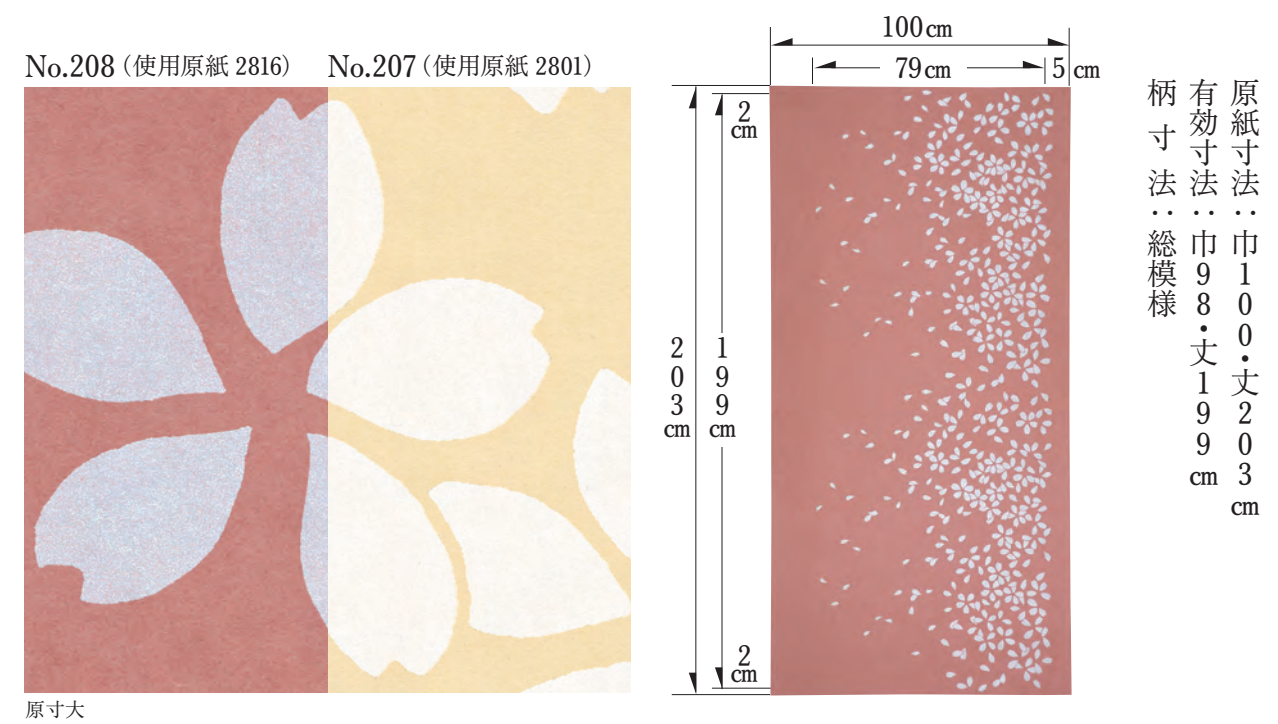 No.208（使用原紙 2816）
No.207（使用原紙 2801）
原寸大
100cm
79cm
5cm
2cm
203cm
199cm
2cm
原紙寸法：巾100・丈203cm
有効寸法：巾98・丈199cm
柄寸法：総模様